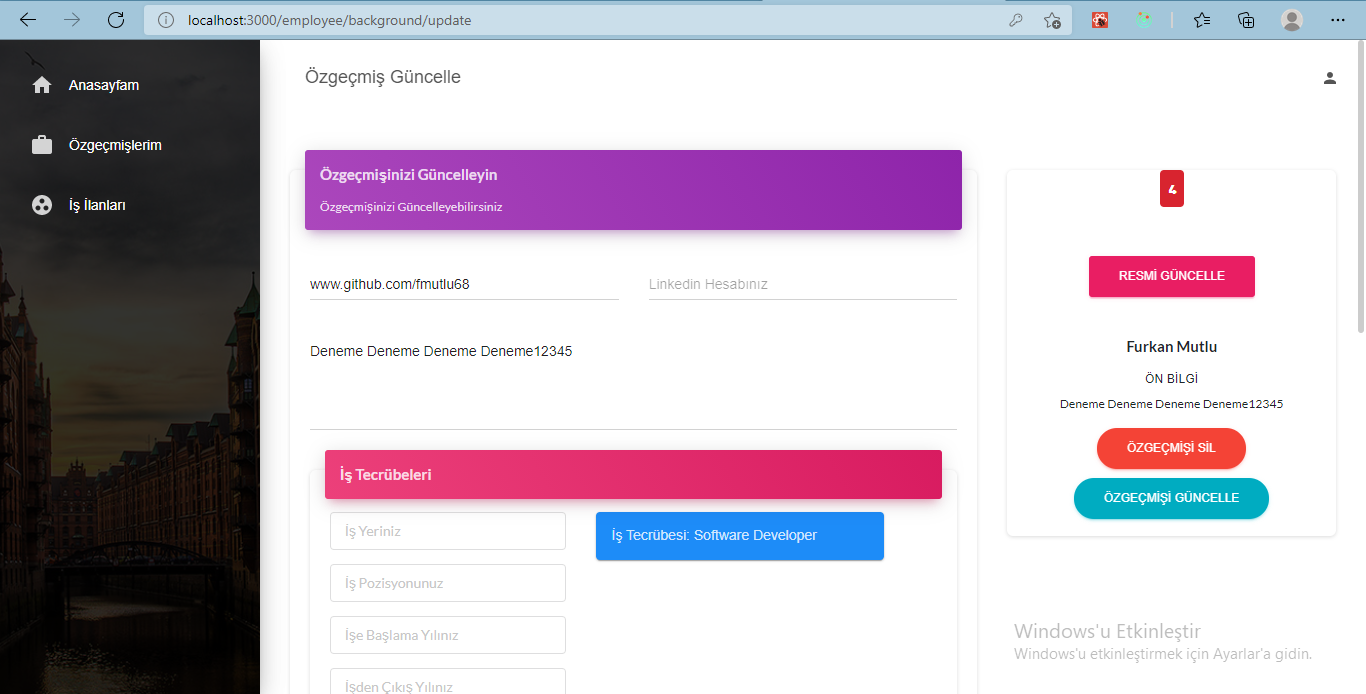 localhost:3000/employee/background/update
Anasayfam
Özgeçmişlerim
İş İlanları
Özgeçmiş Güncelle
Özgeçmişinizi Güncelleyin
Özgeçmişinizi Güncelleyebilirsiniz
www.github.com/fmutlu68
Linkedin Hesabınız
Deneme Deneme Deneme Deneme12345
İş Tecrübeleri
İş Yeriniz
İş Tecrübesi: Software Developer
İş Pozisyonunuz
İşe Başlama Yılınız
İşden Çıkış Yılınız
4
RESMİ GÜNCELLE
Furkan Mutlu
ÖN BİLGİ
Deneme Deneme Deneme Deneme12345
ÖZGEÇMİŞİ SİL
ÖZGEÇMİŞİ GÜNCELLE
Windows'u Etkinleştir
Windows'u etkinleştirmek için Ayarlar'a gidin.